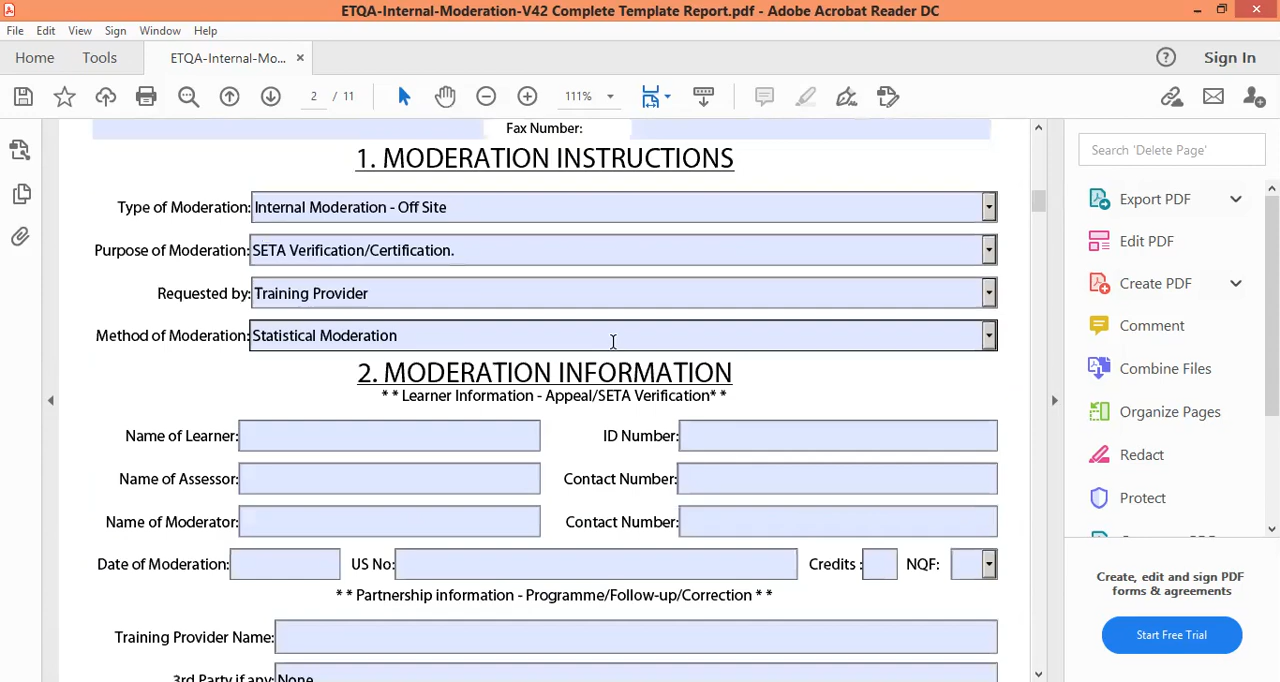 ETQA-Internal-Moderation-V42 Complete Template Report.pdf - Adobe Acrobat Reader DC
File Edit View Sign Window Help
Home Tools ETQA-Internal-Mo... × Sign In
2 / 11 111%
Search 'Delete Page'
Fax Number:
1. MODERATION INSTRUCTIONS
Type of Moderation: Internal Moderation - Off Site
Purpose of Moderation: SETA Verification/Certification.
Requested by: Training Provider
Method of Moderation: Statistical Moderation
2. MODERATION INFORMATION
* * Learner Information - Appeal/SETA Verification* *
Name of Learner: ID Number:
Name of Assessor: Contact Number:
Name of Moderator: Contact Number:
Date of Moderation: US No: Credits : NQF:
* * Partnership information - Programme/Follow-up/Correction * *
Training Provider Name:
3rd Party if any: None
Export PDF
Edit PDF
Create PDF
Comment
Combine Files
Organize Pages
Redact
Protect
Create, edit and sign PDF
forms & agreements
Start Free Trial